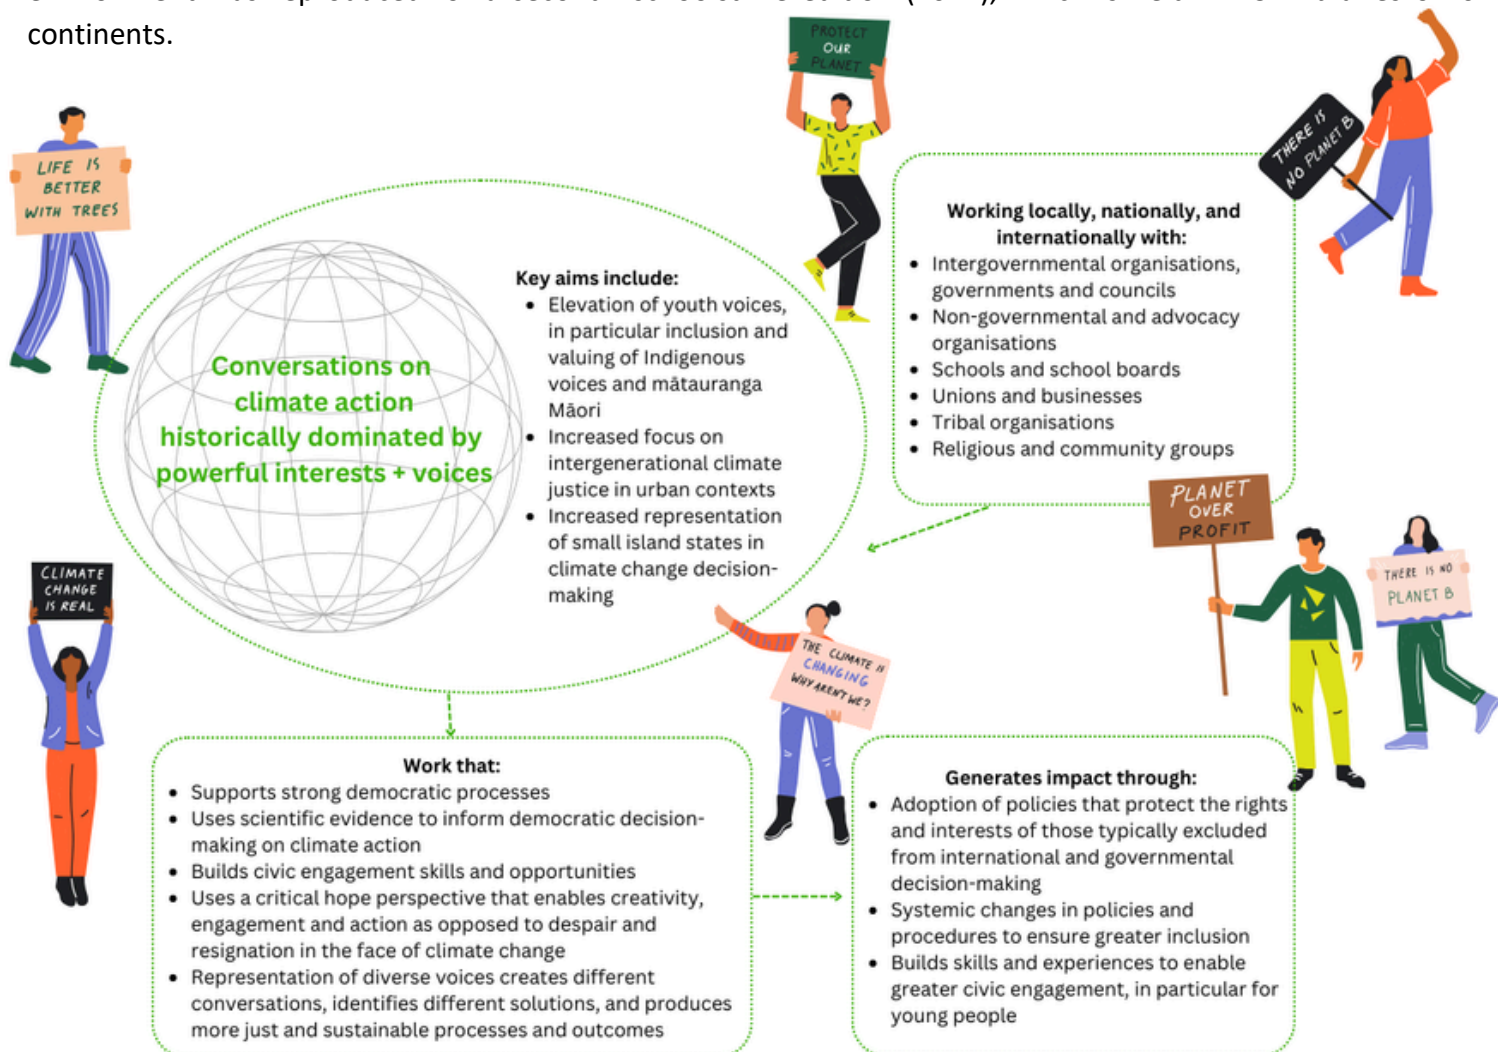 continents.
PROTECT
OUR
PLANET
LIFE IS
BETTER
WITH TREES
THERE IS
NO PLANET B
Conversations on
climate action
historically dominated by
powerful interests + voices
Key aims include:
• Elevation of youth voices,
in particular inclusion and
valuing of Indigenous
voices and mātauranga
Māori
• Increased focus on
intergenerational climate
justice in urban contexts
• Increased representation
of small island states in
climate change decision-
making
Working locally, nationally, and
internationally with:
• Intergovernmental organisations,
governments and councils
• Non-governmental and advocacy
organisations
• Schools and school boards
• Unions and businesses
• Tribal organisations
• Religious and community groups
PLANET
OVER
PROFIT
THERE IS NO
PLANET B
CLIMATE
CHANGE
IS REAL
THE CLIMATE IS
CHANGING
WHY AREN'T WE?
Work that:
• Supports strong democratic processes
• Uses scientific evidence to inform democratic decision-
making on climate action
• Builds civic engagement skills and opportunities
• Uses a critical hope perspective that enables creativity,
engagement and action as opposed to despair and
resignation in the face of climate change
• Representation of diverse voices creates different
conversations, identifies different solutions, and produces
more just and sustainable processes and outcomes
Generates impact through:
• Adoption of policies that protect the rights
and interests of those typically excluded
from international and governmental
decision-making
• Systemic changes in policies and
procedures to ensure greater inclusion
• Builds skills and experiences to enable
greater civic engagement, in particular for
young people